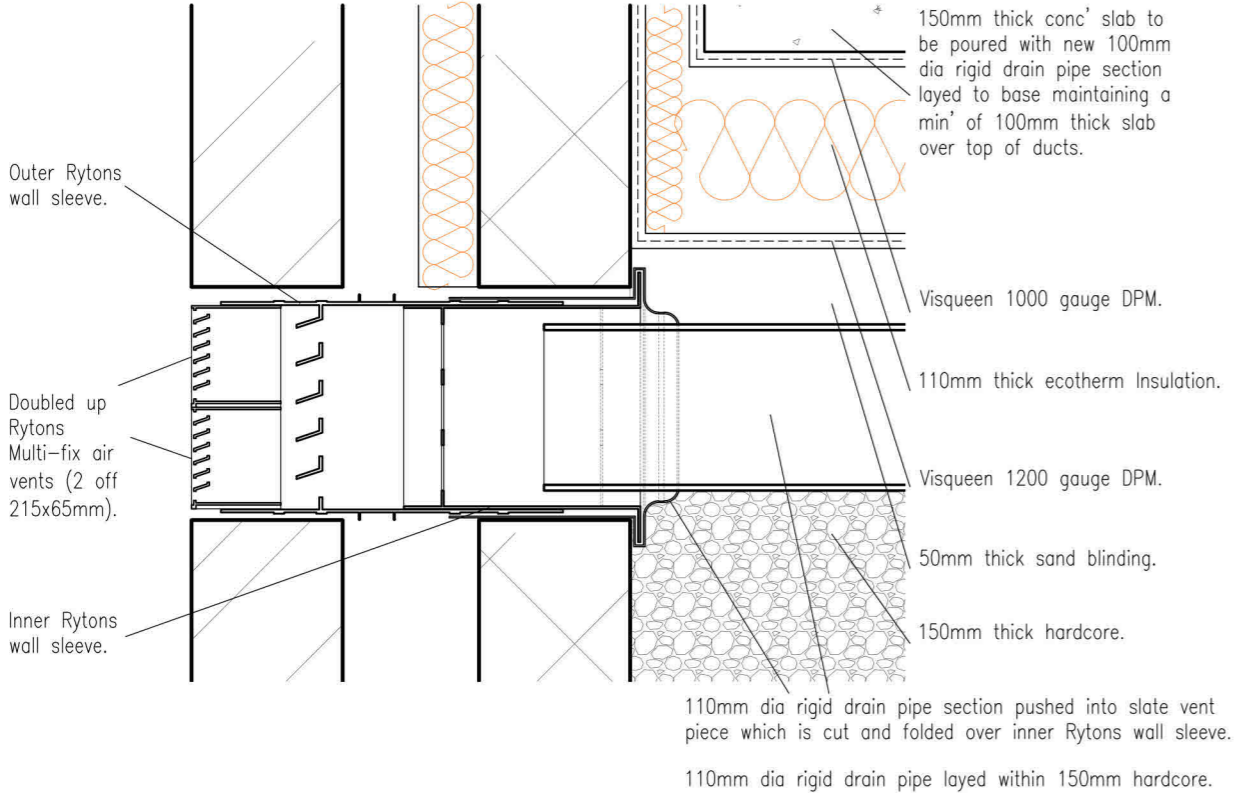 150mm thick conc' slab to
be poured with new 100mm
dia rigid drain pipe section
layed to base maintaining a
min' of 100mm thick slab
over top of ducts.
Outer Rytons
wall sleeve.
Visqueen 1000 gauge DPM.
110mm thick ecotherm Insulation.
Doubled up
Rytons
Multi-fix air
vents (2 off
215x65mm).
Visqueen 1200 gauge DPM.
50mm thick sand blinding.
Inner Rytons
wall sleeve.
150mm thick hardcore.
110mm dia rigid drain pipe section pushed into slate vent
piece which is cut and folded over inner Rytons wall sleeve.
110mm dia rigid drain pipe layed within 150mm hardcore.